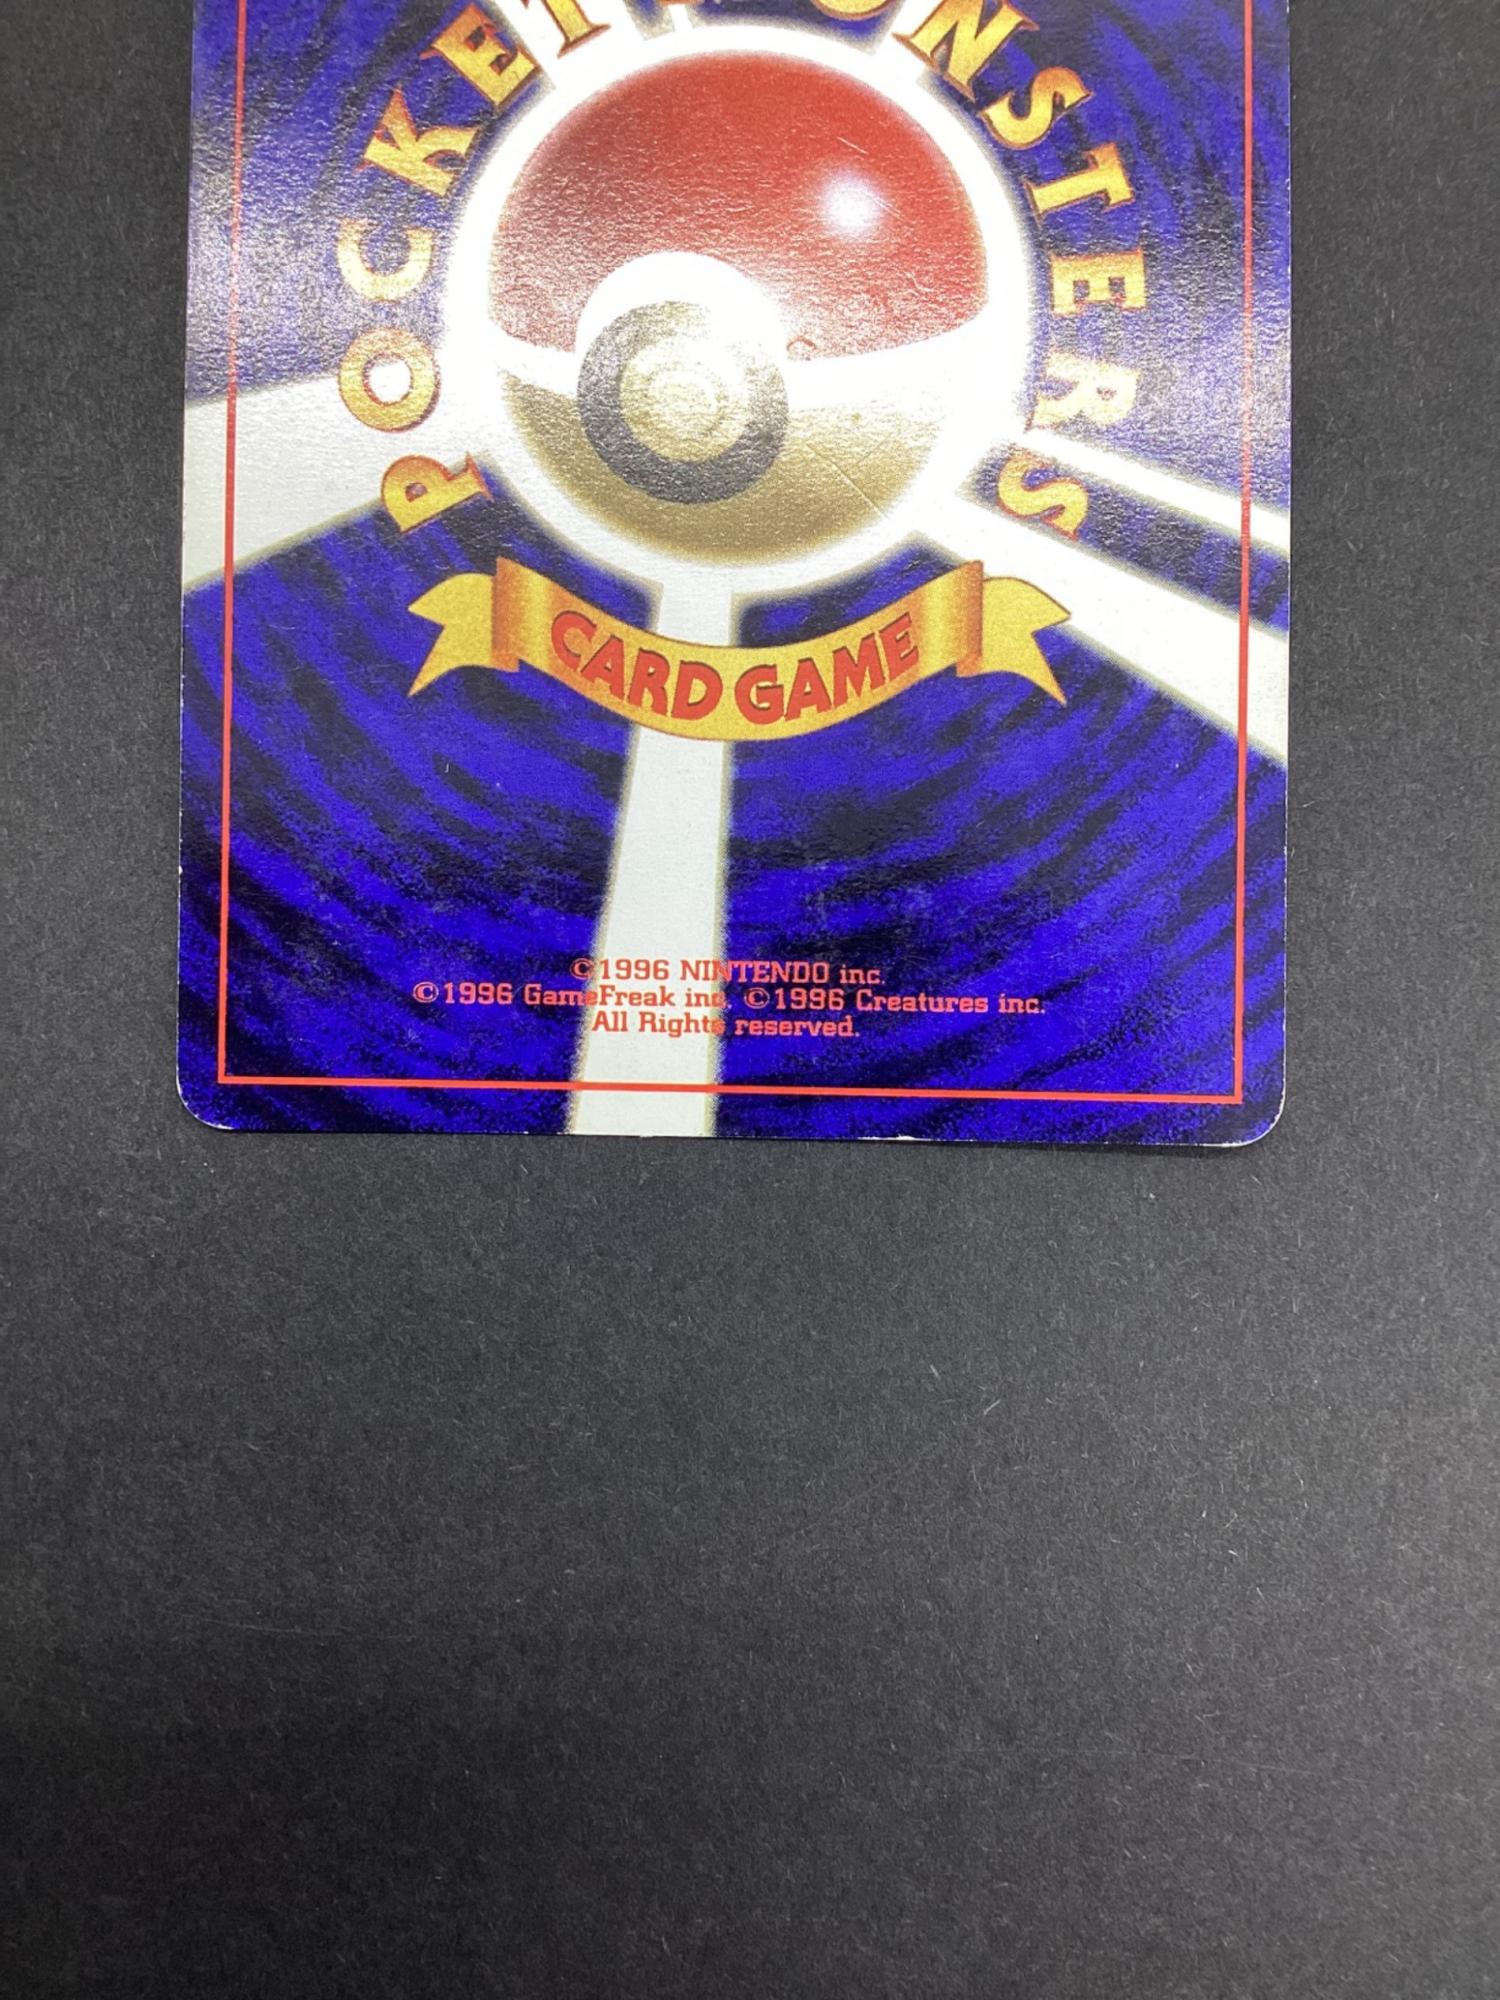 POCKET MONSTERS
CARD GAME
©1996 NINTENDO inc.
©1996 GameFreak inc. ©1996 Creatures inc.
All Rights reserved.